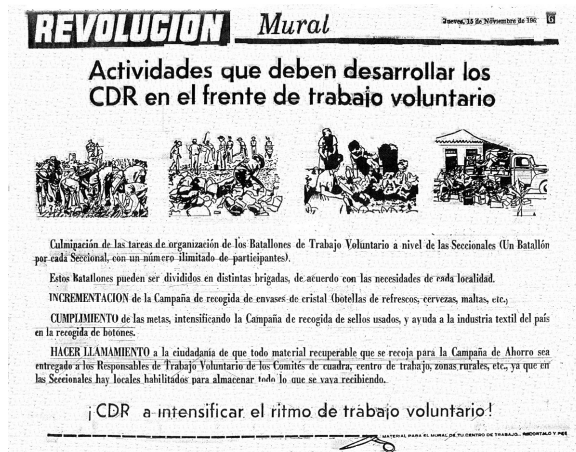 REVOLUCION Mural
Jueves, 15 de Noviembre de 196 G
Actividades que deben desarrollar los
CDR en el frente de trabajo voluntario
Culminación de las tareas de organización de los Batallones de Trabajo Voluntario a nivel de las Seccionales (Un Batallón
por cada Seccional, con un número ilimitado de participantes).
Estos Batallones pueden ser divididos en distintas brigadas, de acuerdo con las necesidades de cada localidad.
INCREMENTACION de la Campaña de recogida de envases de cristal (botellas de refrescos, cervezas, maltas, etc.,
CUMPLIMIENTO de las metas, intensificando la Campaña de recogida de sellos usados, y ayuda a la industria textil del país
en la recogida de botones.
HACER LLAMAMIENTO a la ciudadanía de que todo material recuperable que se recoja para la Campaña de Ahorro sea
entregado a los Responsables de Trabajo Voluntario de los Comités de cuadra, centro de trabajo, zonas rurales, etc., ya que en
las Seccionales hay locales habilitados para almacenar todo lo que se vaya recibiendo.
¡CDR a intensificar el ritmo de trabajo voluntario!
MATERIAL PARA EL MURAL DE TU CENTRO DE TRABAJO. RECORTALO Y